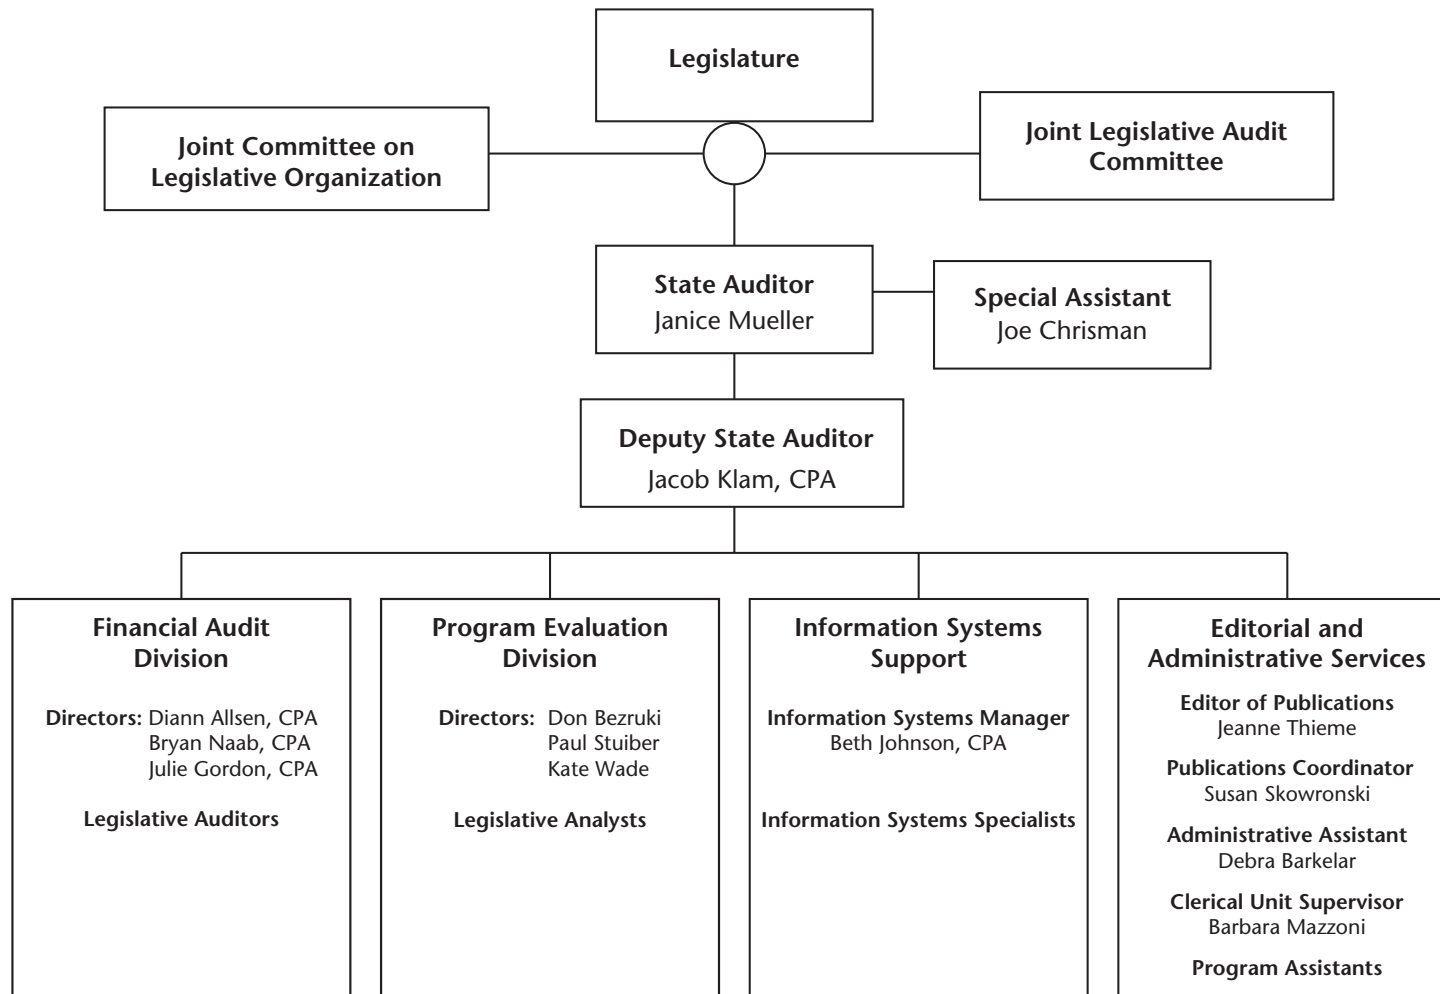 Legislature
Joint Committee on
Legislative Organization
Joint Legislative Audit
Committee
State Auditor
Janice Mueller
Special Assistant
Joe Chrisman
Deputy State Auditor
Jacob Klam, CPA
Financial Audit
Division
Directors: Diann Allsen, CPA
Bryan Naab, CPA
Julie Gordon, CPA
Legislative Auditors
Program Evaluation
Division
Directors: Don Bezruki
Paul Stuiber
Kate Wade
Legislative Analysts
Information Systems
Support
Information Systems Manager
Beth Johnson, CPA
Information Systems Specialists
Editorial and
Administrative Services
Editor of Publications
Jeanne Thieme
Publications Coordinator
Susan Skowronski
Administrative Assistant
Debra Barkelar
Clerical Unit Supervisor
Barbara Mazzoni
Program Assistants